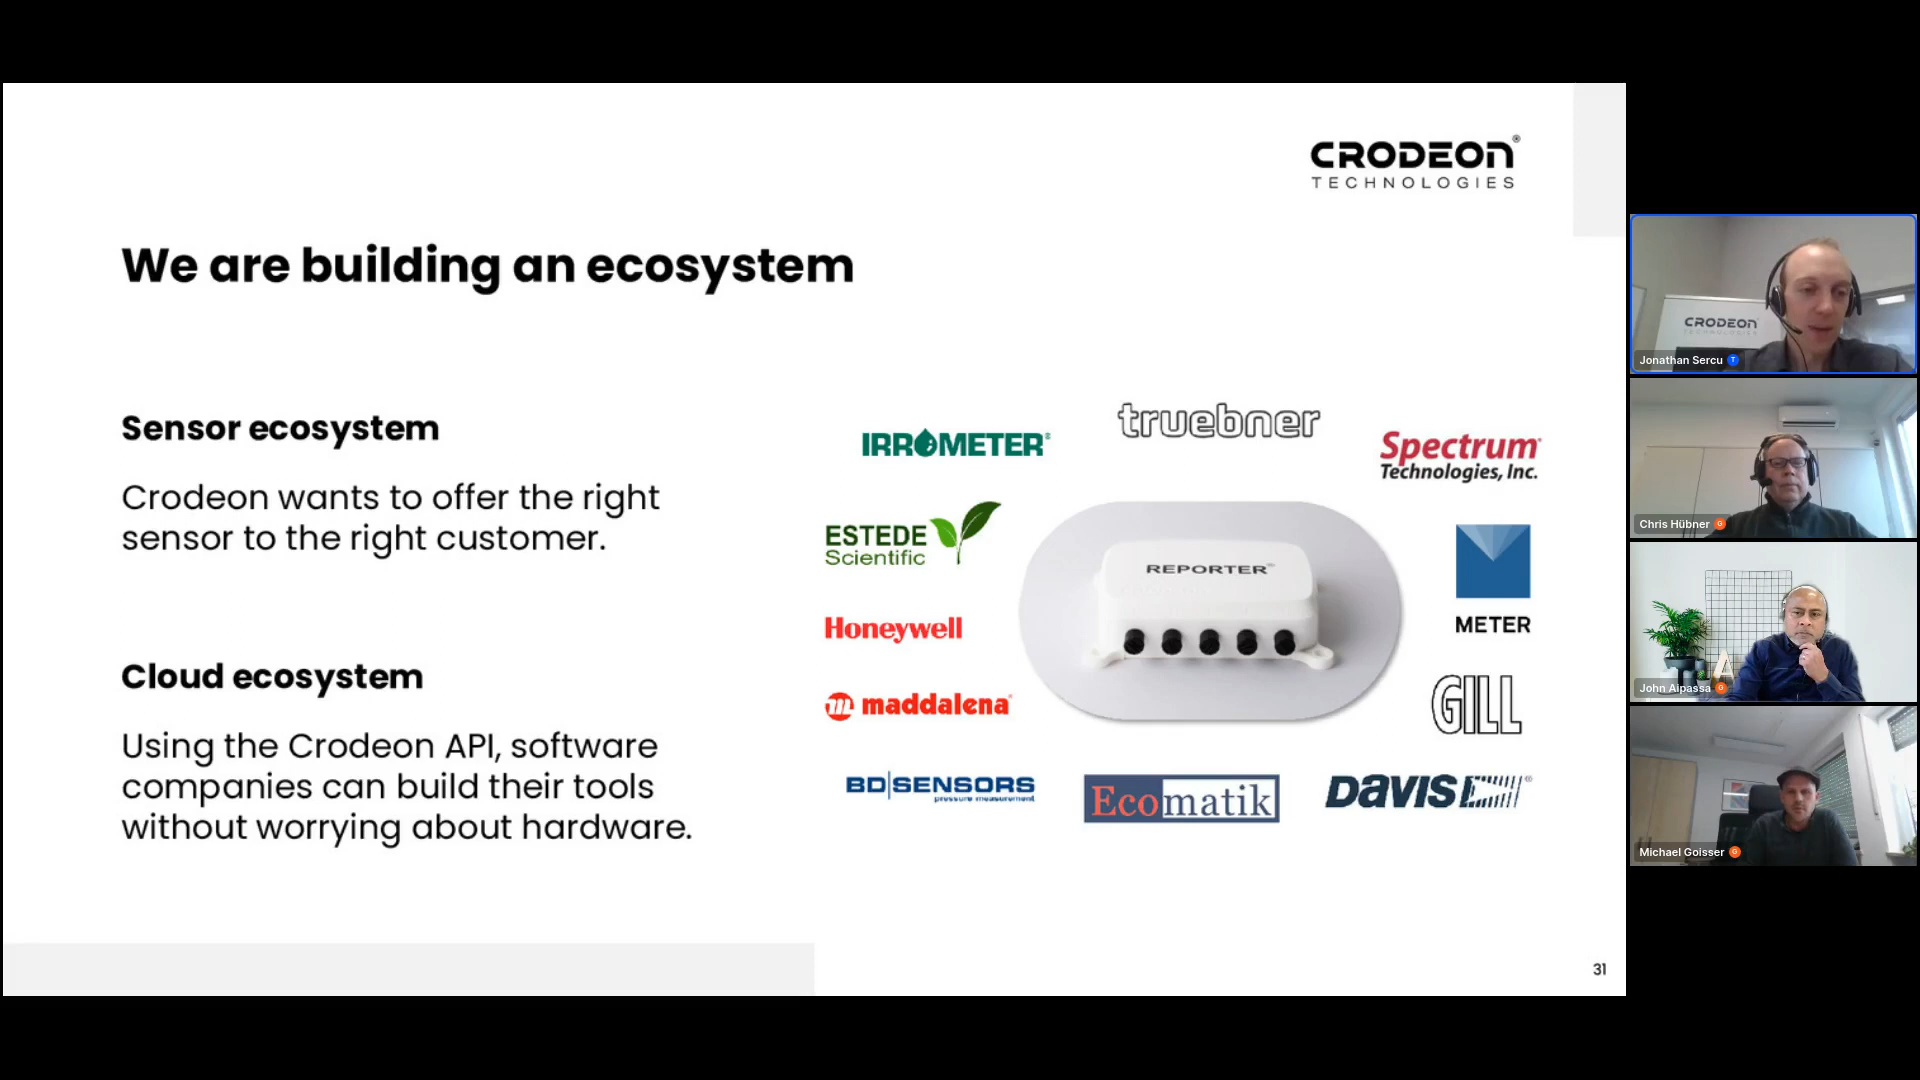 CRODEON®
TECHNOLOGIES
We are building an ecosystem
Sensor ecosystem
Crodeon wants to offer the right
sensor to the right customer.
Cloud ecosystem
Using the Crodeon API, software
companies can build their tools
without worrying about hardware.
IRROMETER®
truebner
Spectrum®
Technologies, Inc.
ESTEDE
Scientific
REPORTER®
METER
Honeywell
maddalena®
GILL
BD|SENSORS
pressure measurement
Ecomatik
DAVIS®
31
CRODEON
TECHNOLOGIES
Jonathan Sercu T
Chris Hübner G
John Aipassa G
Michael Goisser G